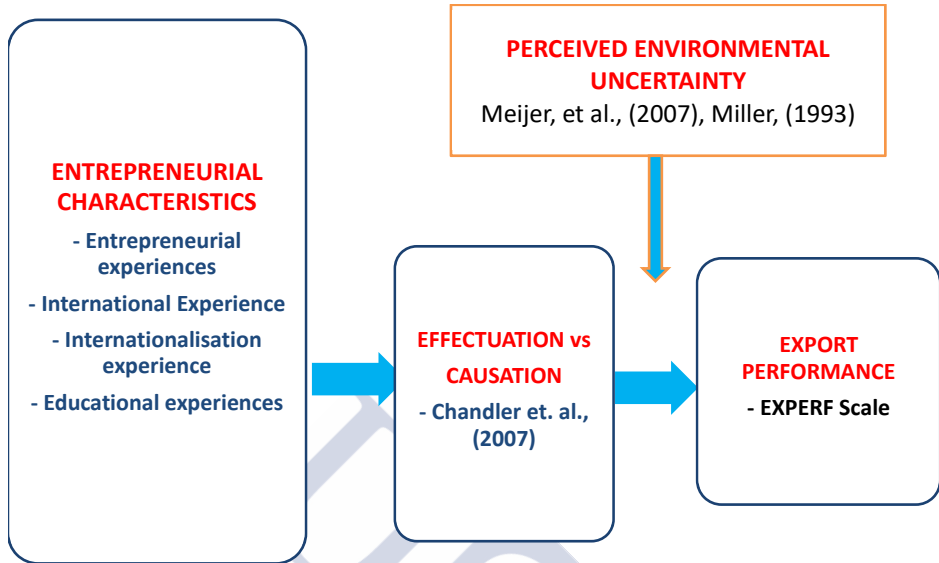 PERCEIVED ENVIRONMENTAL
UNCERTAINTY
Meijer, et al., (2007), Miller, (1993)
ENTREPRENEURIAL
CHARACTERISTICS
- Entrepreneurial
experiences
- International Experience
- Internationalisation
experience
- Educational experiences
EFFECTUATION vs
CAUSATION
- Chandler et. al.,
(2007)
EXPORT
PERFORMANCE
- EXPERF Scale